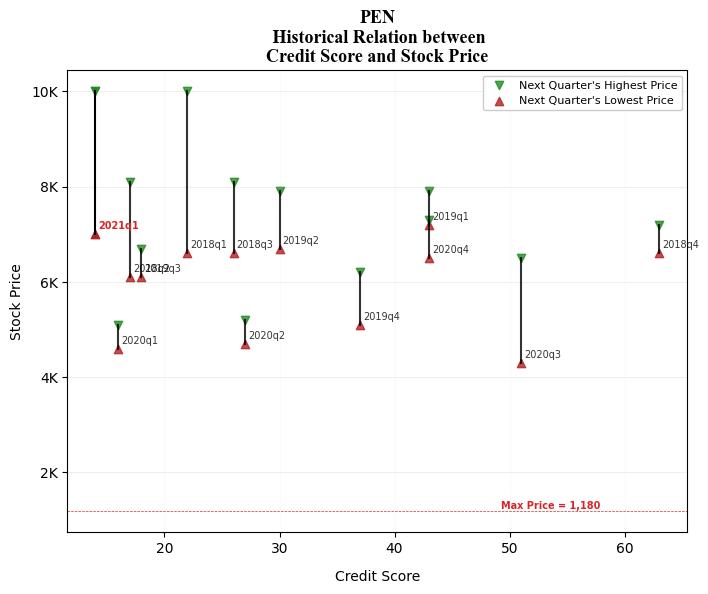 PEN
Historical Relation between
Credit Score and Stock Price
Next Quarter's Highest Price
Next Quarter's Lowest Price
10K
8K
6K
4K
2K
Stock Price
2021q1
2018q1
2018q3
2019q2
2019q1
2020q4
2018q4
2019q4
2020q1
2020q2
2020q3
Max Price = 1,180
20
30
40
50
60
Credit Score